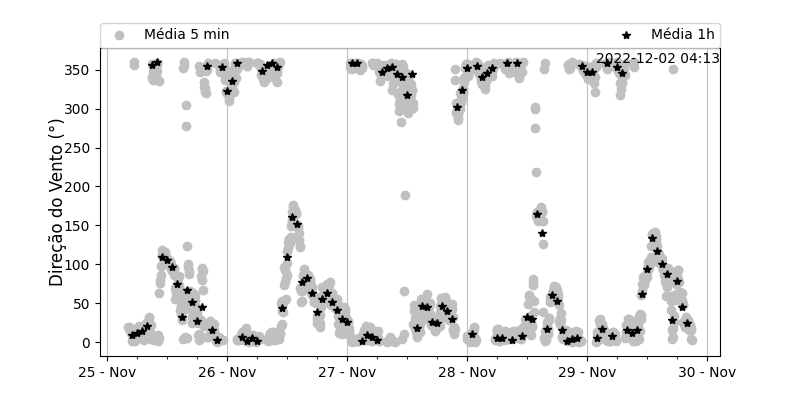 Média 5 min
Média 1h
2022-12-02 04:13
Direção do Vento (°)
350
300
250
200
150
100
50
0
25 - Nov
26 - Nov
27 - Nov
28 - Nov
29 - Nov
30 - Nov